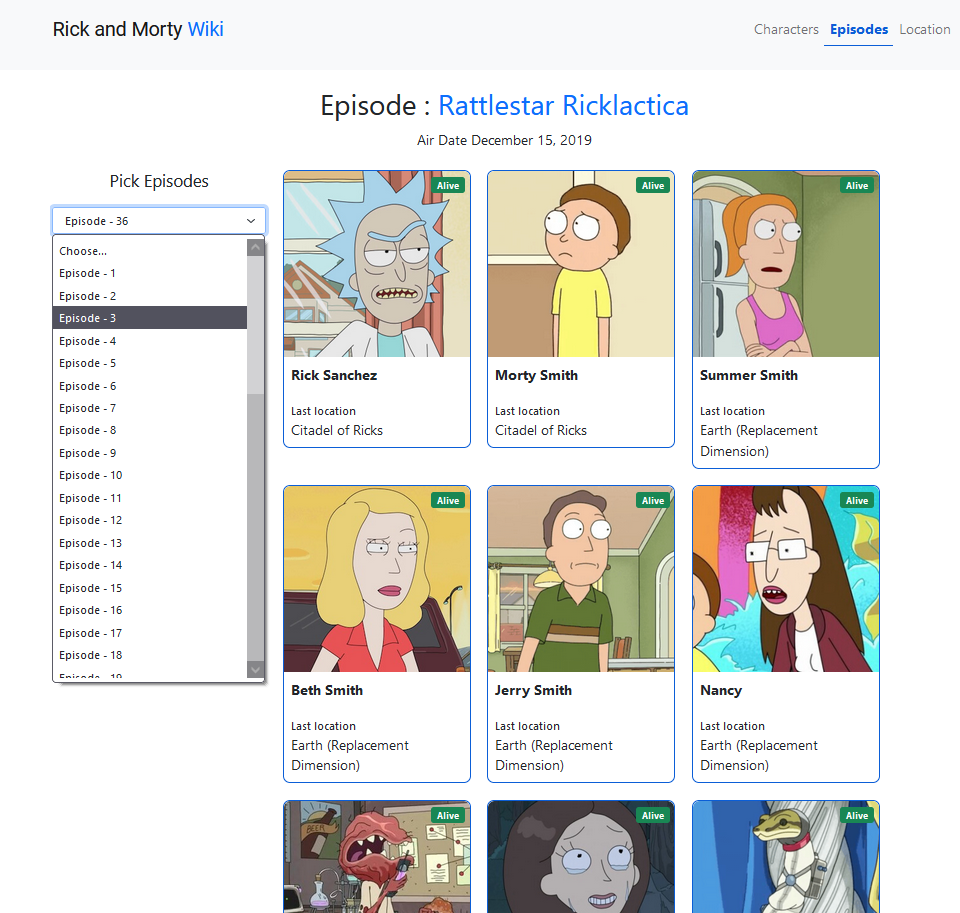 Rick and Morty Wiki
Characters Episodes Location
Episode : Rattlestar Ricklactica
Air Date December 15, 2019
Pick Episodes
Episode - 36
Choose...
Episode - 1
Episode - 2
Episode - 3
Episode - 4
Episode - 5
Episode - 6
Episode - 7
Episode - 8
Episode - 9
Episode - 10
Episode - 11
Episode - 12
Episode - 13
Episode - 14
Episode - 15
Episode - 16
Episode - 17
Episode - 18
Episode - 19
Alive
Rick Sanchez
Last location
Citadel of Ricks
Alive
Morty Smith
Last location
Citadel of Ricks
Alive
Summer Smith
Last location
Earth (Replacement
Dimension)
Alive
Beth Smith
Last location
Earth (Replacement
Dimension)
Alive
Jerry Smith
Last location
Earth (Replacement
Dimension)
Alive
Nancy
Last location
Earth (Replacement
Dimension)
Alive
BEER
Alive
Alive